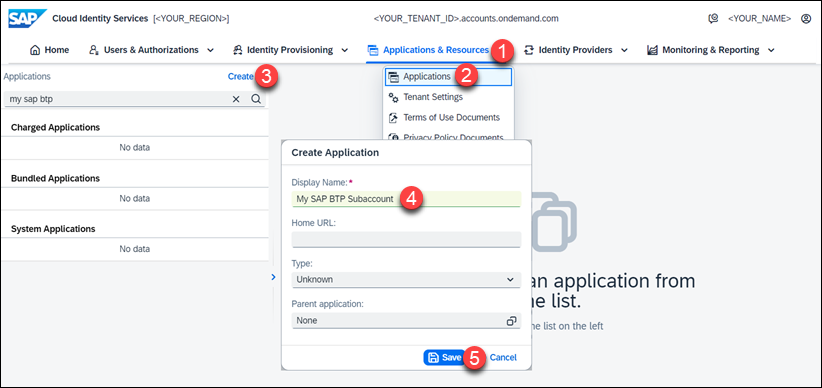 SAP Cloud Identity Services [<YOUR_REGION>] <YOUR_TENANT_ID>.accounts.ondemand.com <YOUR_NAME>
Home Users & Authorizations Identity Provisioning Applications & Resources 1 Identity Providers Monitoring & Reporting
Applications Create 3
my sap btp
Charged Applications
No data
Bundled Applications
No data
System Applications
No data
Applications 2
Tenant Settings
Terms of Use Documents
Privacy Policy Documents
Create Application
Display Name:*
My SAP BTP Subaccount 4
Home URL:
Type:
Unknown
Parent application:
None
Save 5 Cancel
an application from
he list.
he list on the left